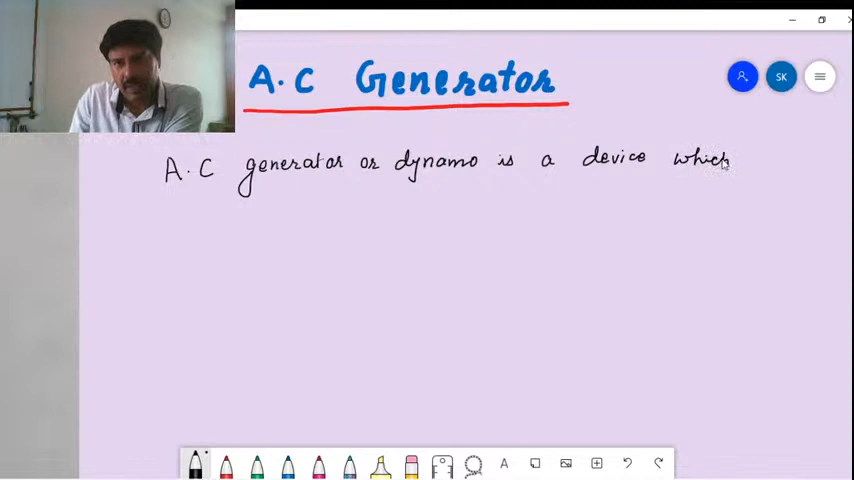 A.C Generator
SK
A.C generator or dynamo is a device which
A